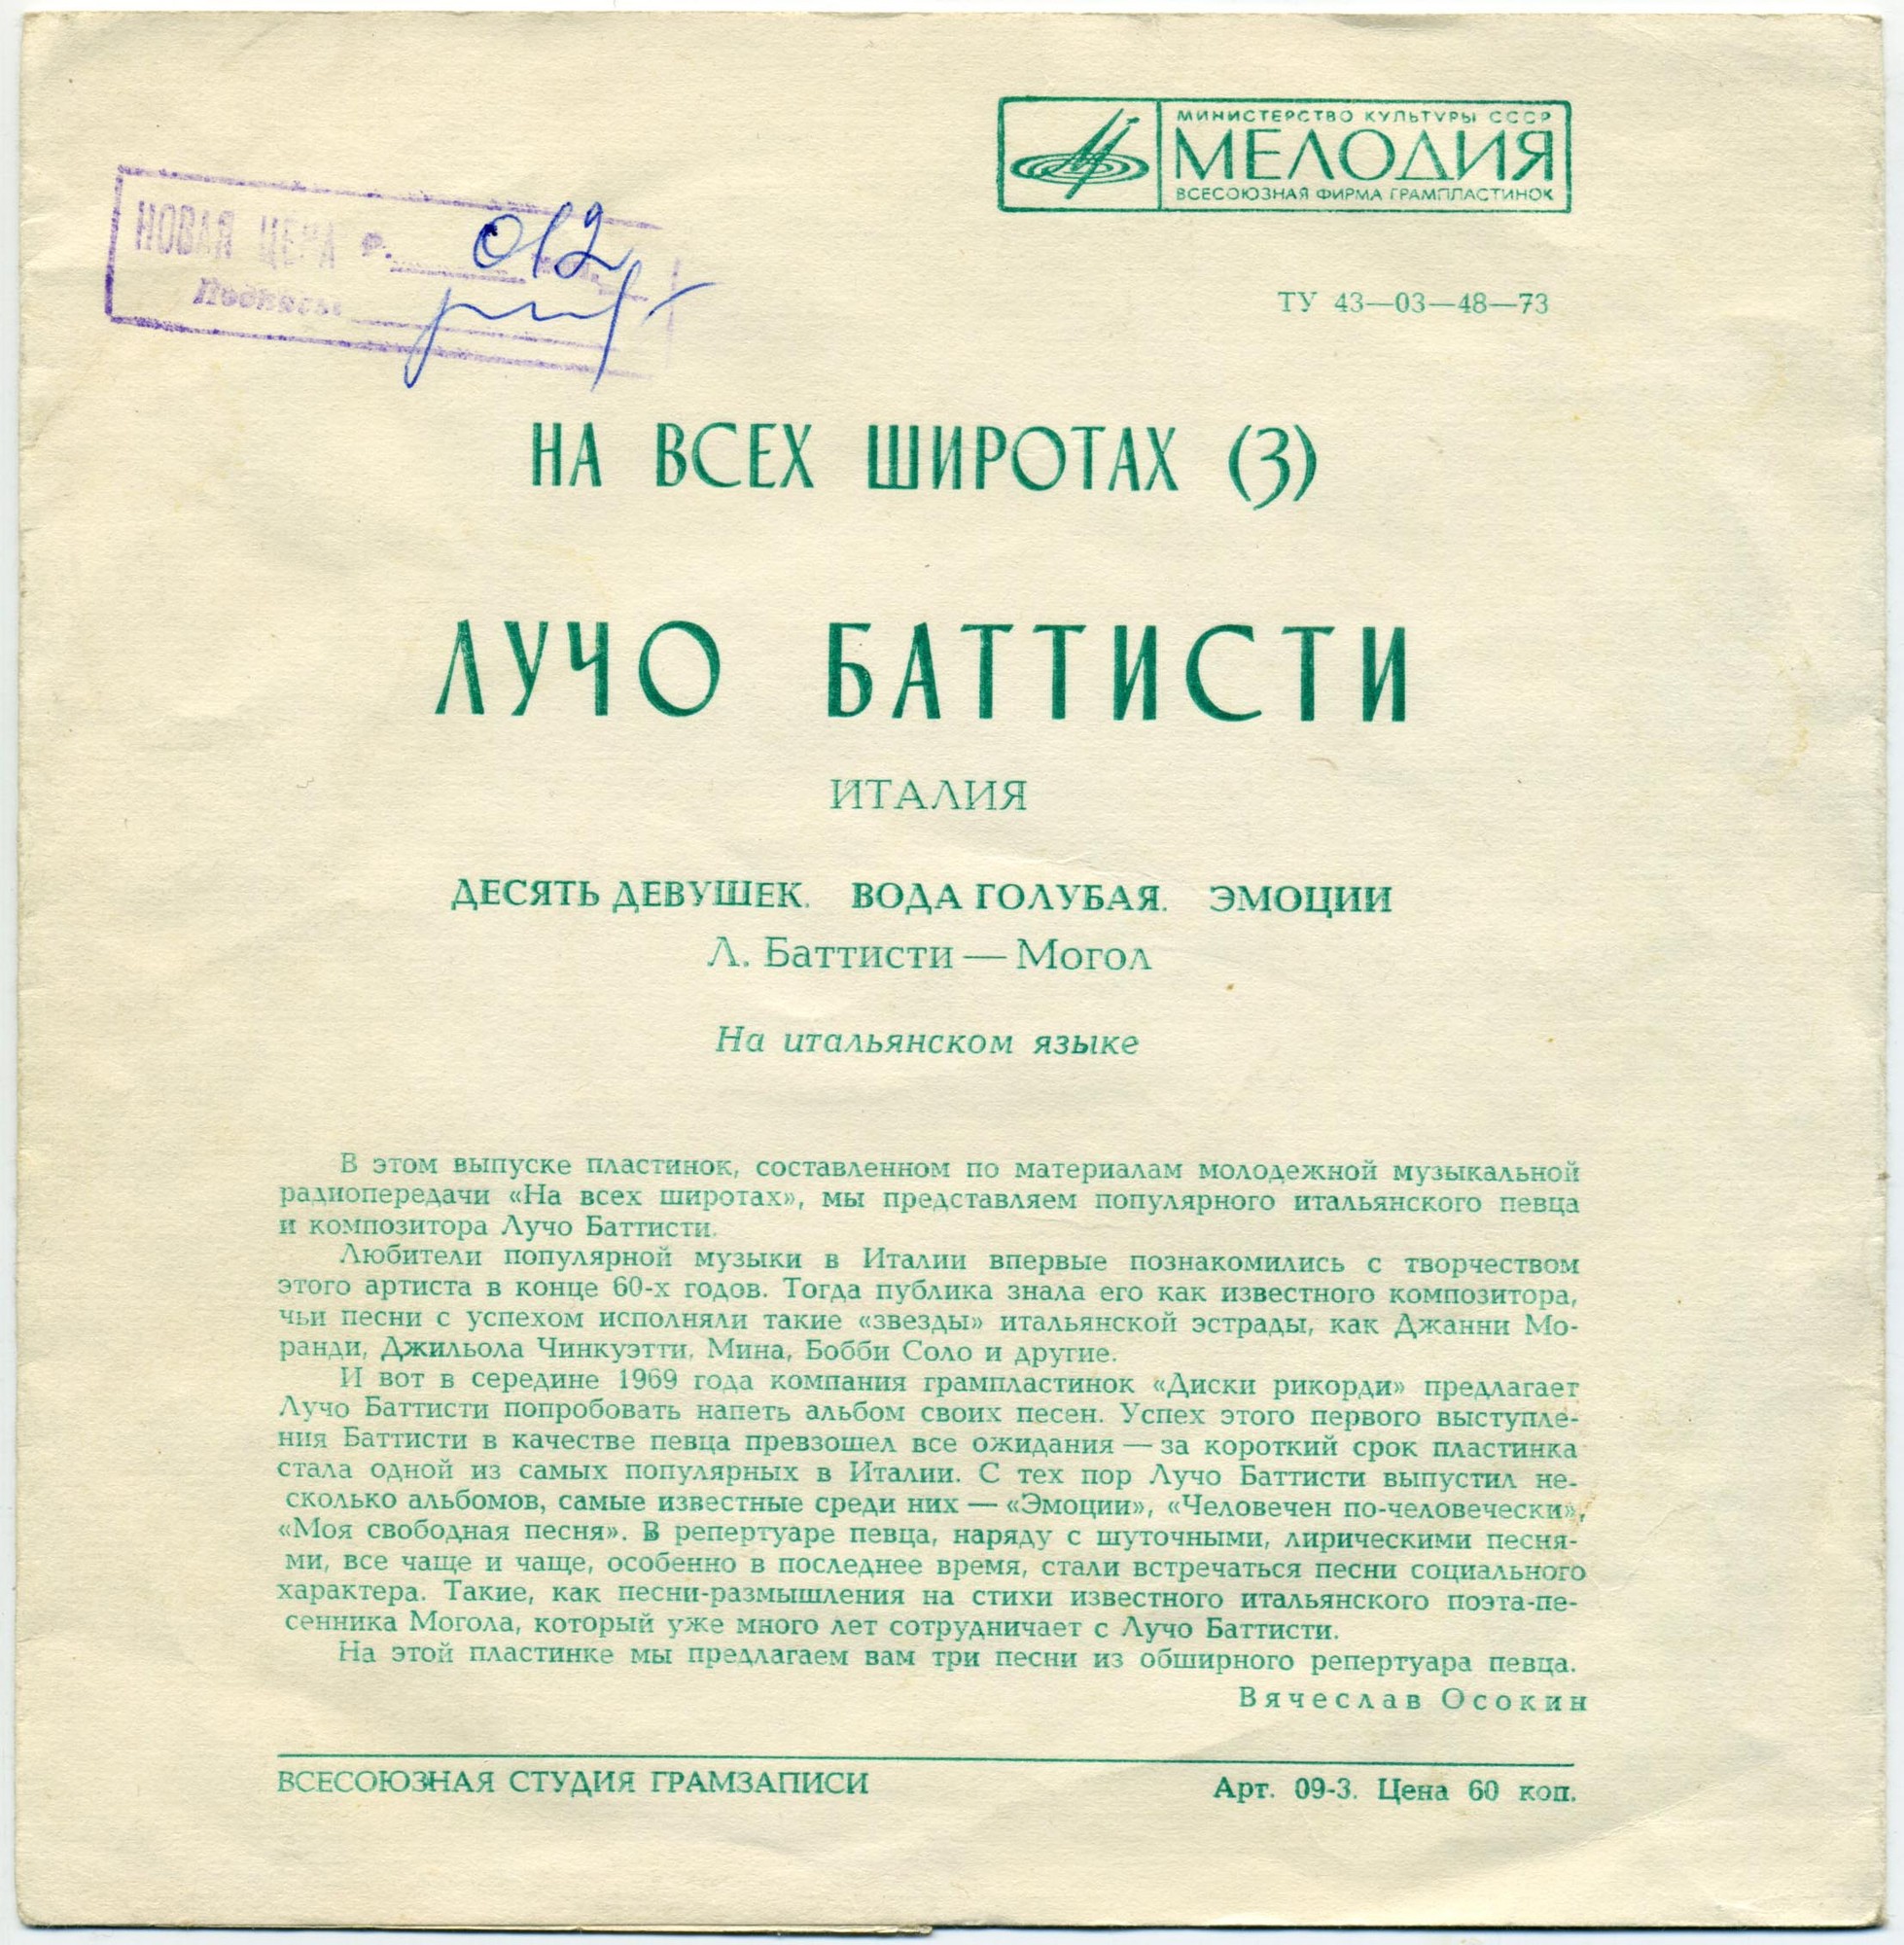 МИНИСТЕРСТВО КУЛЬТУРЫ СССР
МЕЛОДИЯ
ВСЕСОЮЗНАЯ ФИРМА ГРАМПЛАСТИНОК
НОВАЯ ЦЕНА р. 012
Подпись
ТУ 43—03—48—73
НА ВСЕХ ШИРОТАХ (3)
ЛУЧО БАТТИСТИ
ИТАЛИЯ
ДЕСЯТЬ ДЕВУШЕК. ВОДА ГОЛУБАЯ. ЭМОЦИИ
Л. Баттисти — Могол
На итальянском языке
В этом выпуске пластинок, составленном по материалам молодежной музыкальной
радиопередачи «На всех широтах», мы представляем популярного итальянского певца
и композитора Лучо Баттисти.
Любители популярной музыки в Италии впервые познакомились с творчеством
этого артиста в конце 60-х годов. Тогда публика знала его как известного композитора,
чьи песни с успехом исполняли такие «звезды» итальянской эстрады, как Джанни Мо-
ранди, Джильола Чинкуэтти, Мина, Бобби Соло и другие.
И вот в середине 1969 года компания грампластинок «Диски рикорди» предлагает
Лучо Баттисти попробовать напеть альбом своих песен. Успех этого первого выступле-
ния Баттисти в качестве певца превзошел все ожидания — за короткий срок пластинка
стала одной из самых популярных в Италии. С тех пор Лучо Баттисти выпустил не-
сколько альбомов, самые известные среди них — «Эмоции», «Человечен по-человечески»,
«Моя свободная песня». В репертуаре певца, наряду с шуточными, лирическими песня-
ми, все чаще и чаще, особенно в последнее время, стали встречаться песни социального
характера. Такие, как песни-размышления на стихи известного итальянского поэта-пе-
сенника Могола, который уже много лет сотрудничает с Лучо Баттисти.
На этой пластинке мы предлагаем вам три песни из обширного репертуара певца.
Вячеслав Осокин
ВСЕСОЮЗНАЯ СТУДИЯ ГРАМЗАПИСИ
Арт. 09-3. Цена 60 коп.